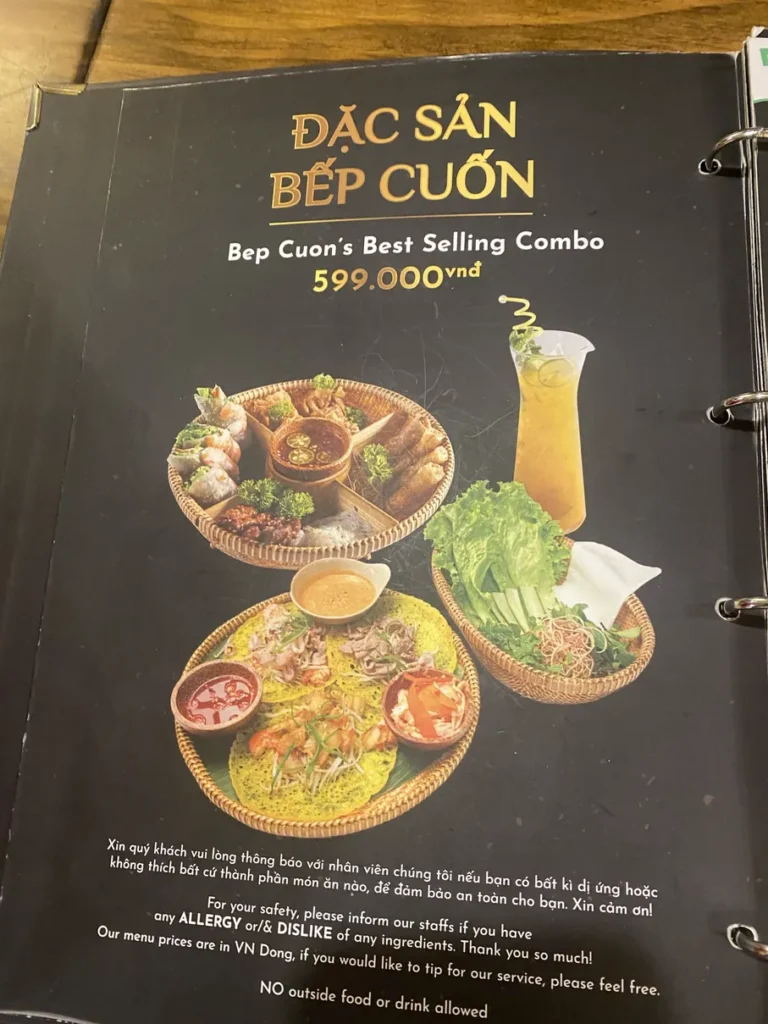 ĐẶC SẢN
BẾP CUỐN
Bep Cuon's Best Selling Combo
599.000vnđ
Xin quý khách vui lòng thông báo với nhân viên chúng tôi nếu bạn có bất kì dị ứng hoặc
không thích bất cứ thành phần món ăn nào, để đảm bảo an toàn cho bạn. Xin cảm ơn!
For your safety, please inform our staffs if you have
any ALLERGY or/& DISLIKE of any ingredients. Thank you so much!
Our menu prices are in VN Dong, if you would like to tip for our service, please feel free.
NO outside food or drink allowed